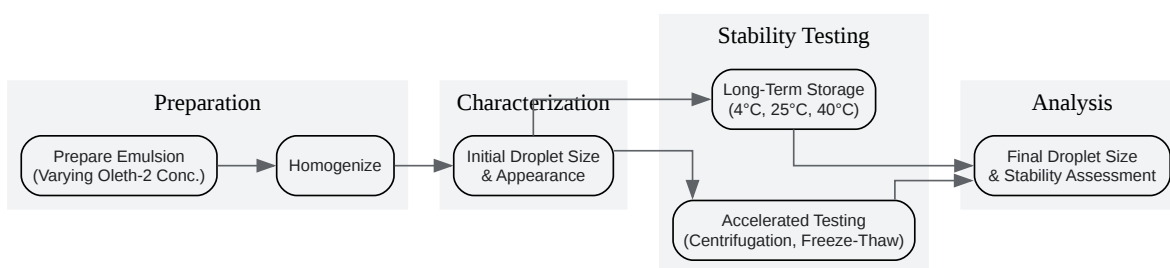 Preparation
Prepare Emulsion
(Varying Oleth-2 Conc.)
Homogenize
Characterization
Initial Droplet Size
& Appearance
Stability Testing
Long-Term Storage
(4°C, 25°C, 40°C)
Accelerated Testing
(Centrifugation, Freeze-Thaw)
Analysis
Final Droplet Size
& Stability Assessment